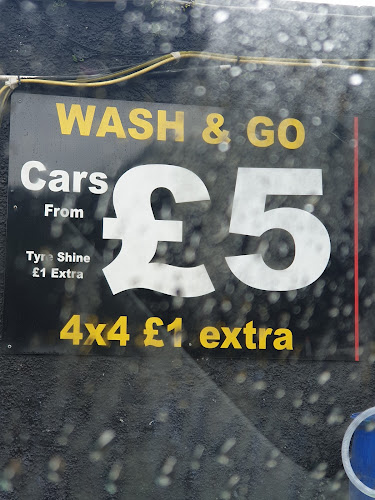 WASH & GO
Cars
From
£5
Tyre Shine
£1 Extra
4x4 £1 extra